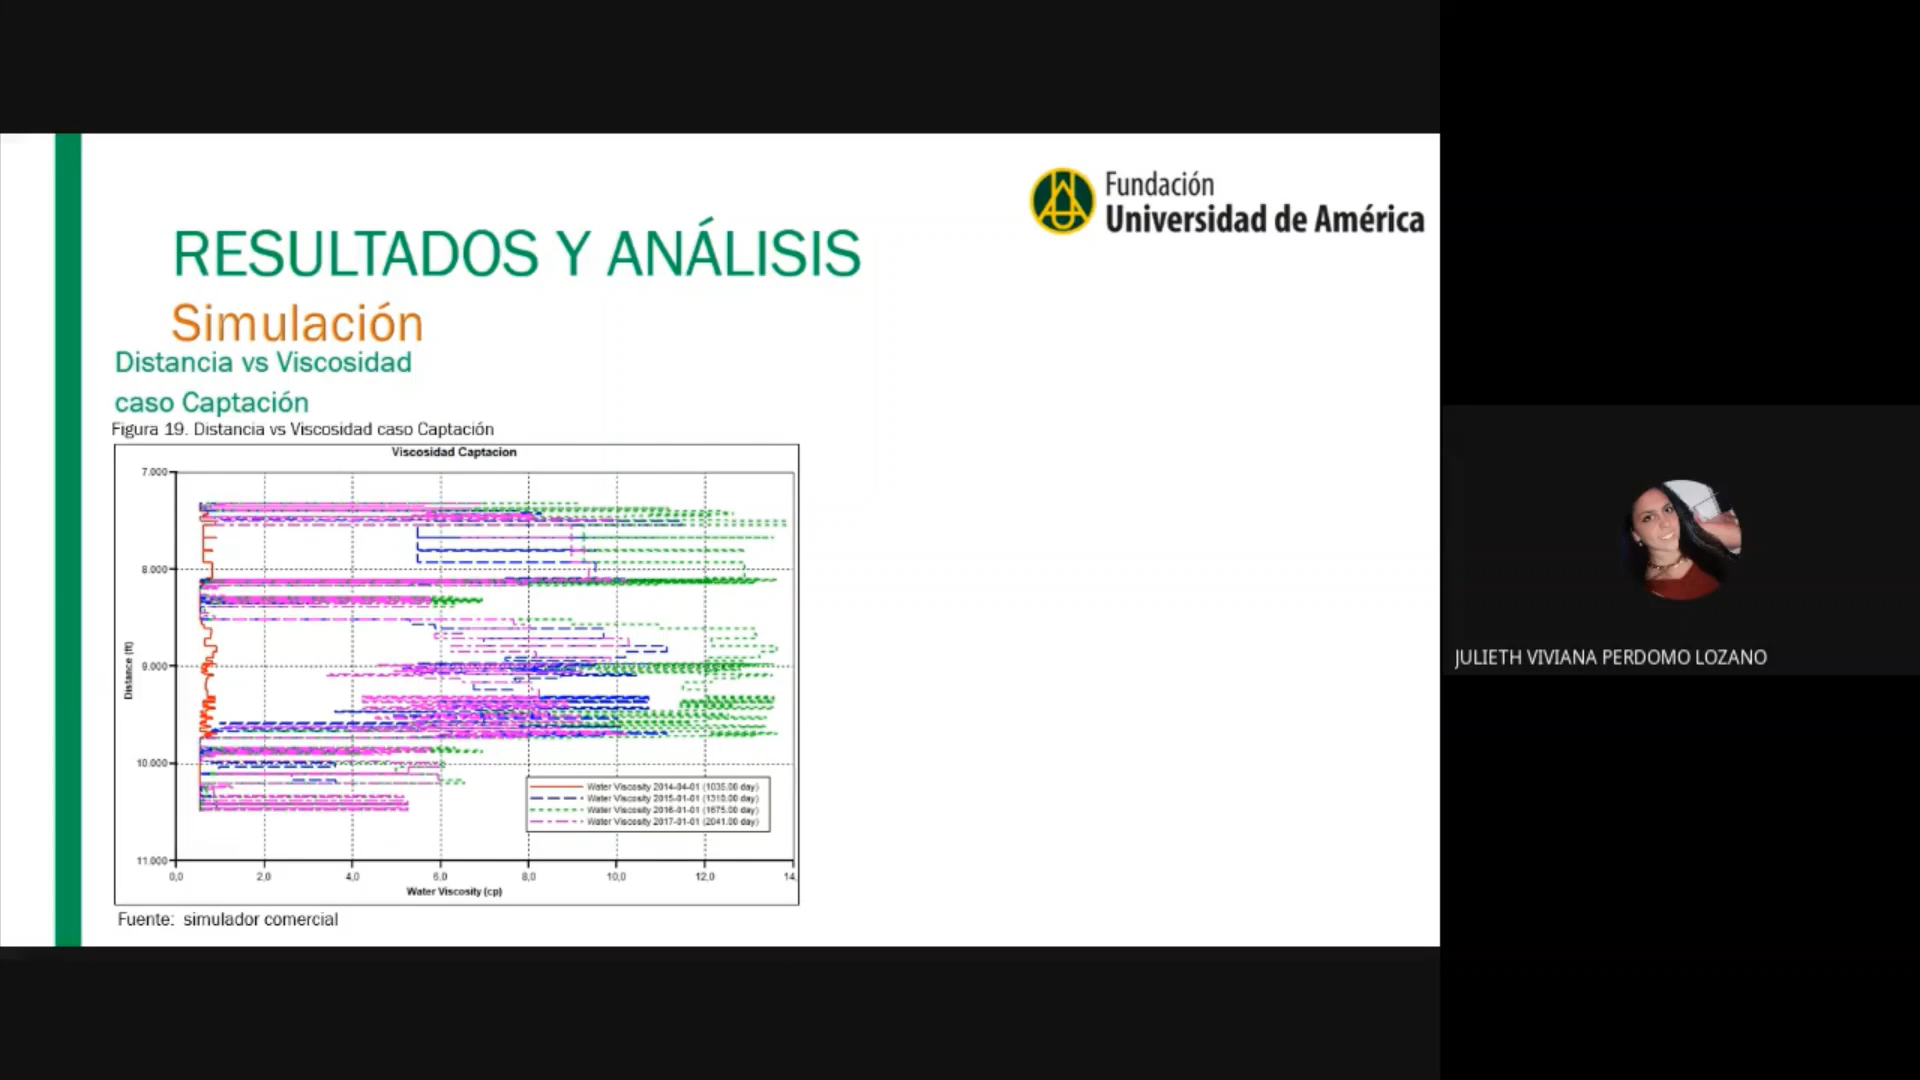 Fundación
Universidad de América
RESULTADOS Y ANÁLISIS
Simulación
Distancia vs Viscosidad
caso Captación
Figura 19. Distancia vs Viscosidad caso Captación
Viscosidad Captacion
7.000
8.000
9.000
10.000
11.000
Distance (ft)
Water Viscosity 2014-04-01 (1035.00 day)
Water Viscosity 2015-01-01 (1310.00 day)
Water Viscosity 2016-01-01 (1675.00 day)
Water Viscosity 2017-01-01 (2041.00 day)
0,0 2,0 4,0 6,0 8,0 10,0 12,0 14,
Water Viscosity (cp)
Fuente: simulador comercial
JULIETH VIVIANA PERDOMO LOZANO